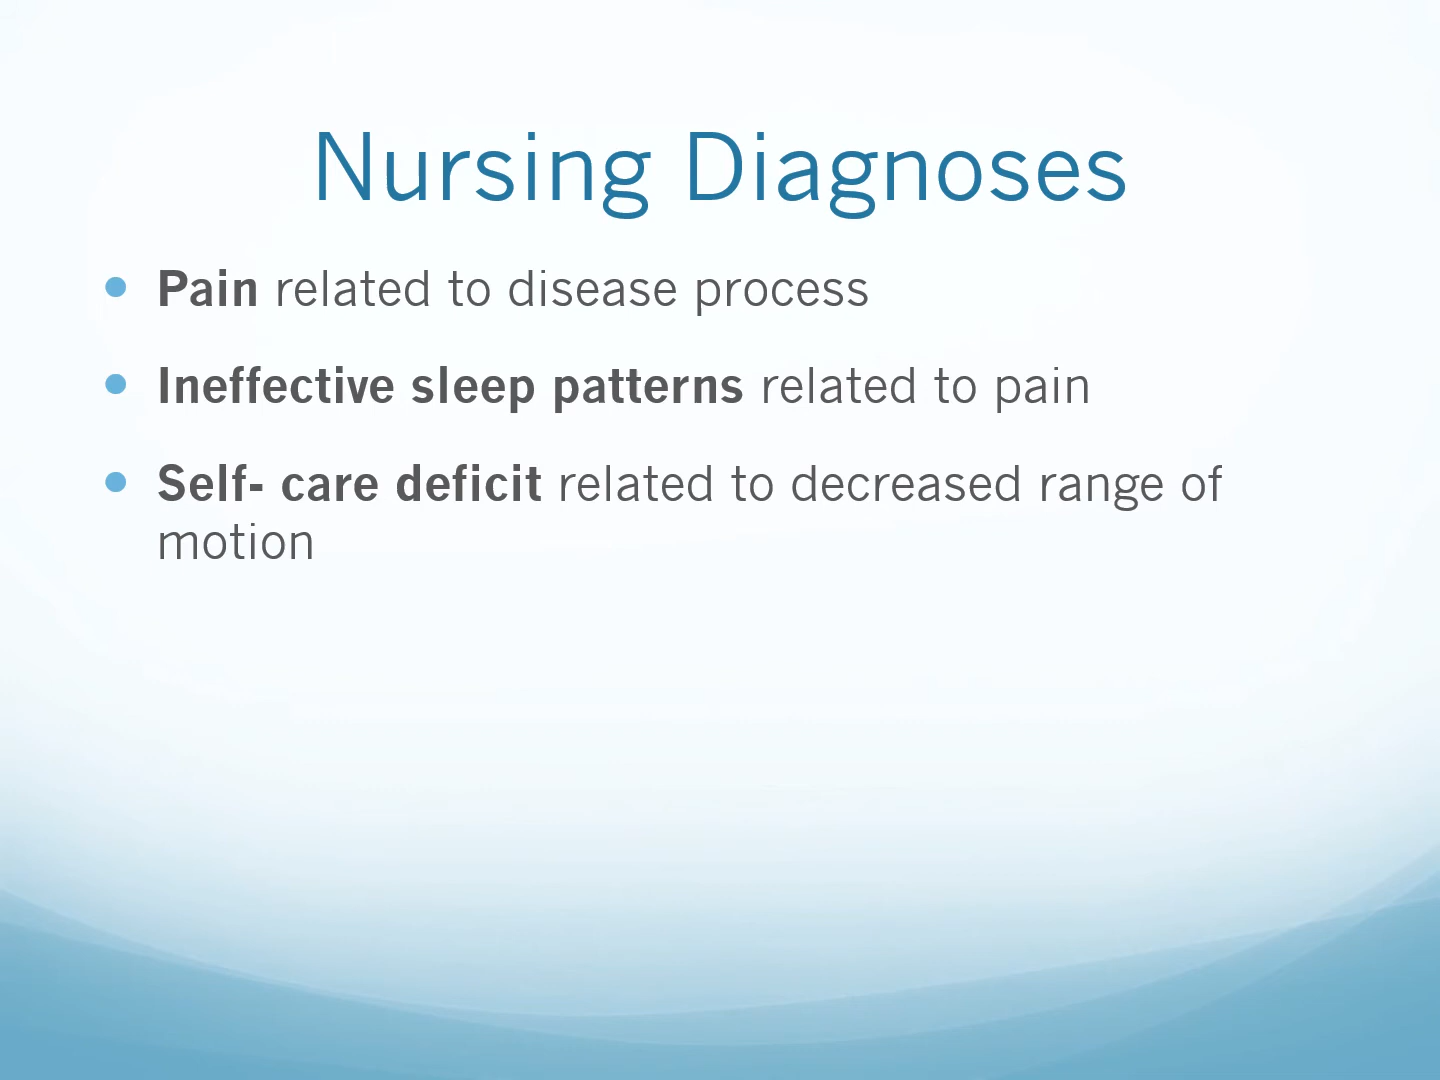 Nursing Diagnoses
Pain related to disease process
Ineffective sleep patterns related to pain
Self- care deficit related to decreased range of
motion